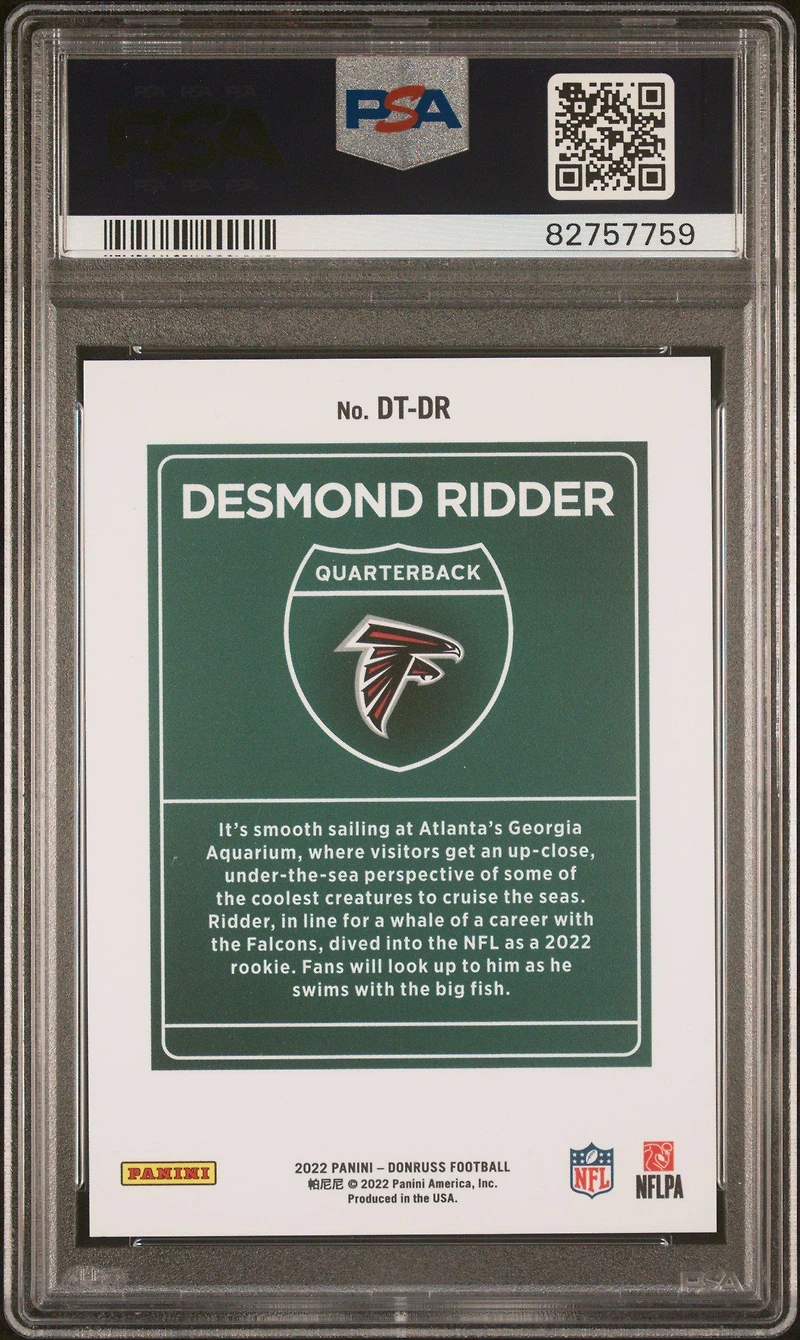 PSA
82757759
No. DT-DR
DESMOND RIDDER
QUARTERBACK
It's smooth sailing at Atlanta's Georgia
Aquarium, where visitors get an up-close,
under-the-sea perspective of some of
the coolest creatures to cruise the seas.
Ridder, in line for a whale of a career with
the Falcons, dived into the NFL as a 2022
rookie. Fans will look up to him as he
swims with the big fish.
PANINI
2022 PANINI – DONRUSS FOOTBALL
帕尼尼 © 2022 Panini America, Inc.
Produced in the USA.
NFL
NFLPA
PSA